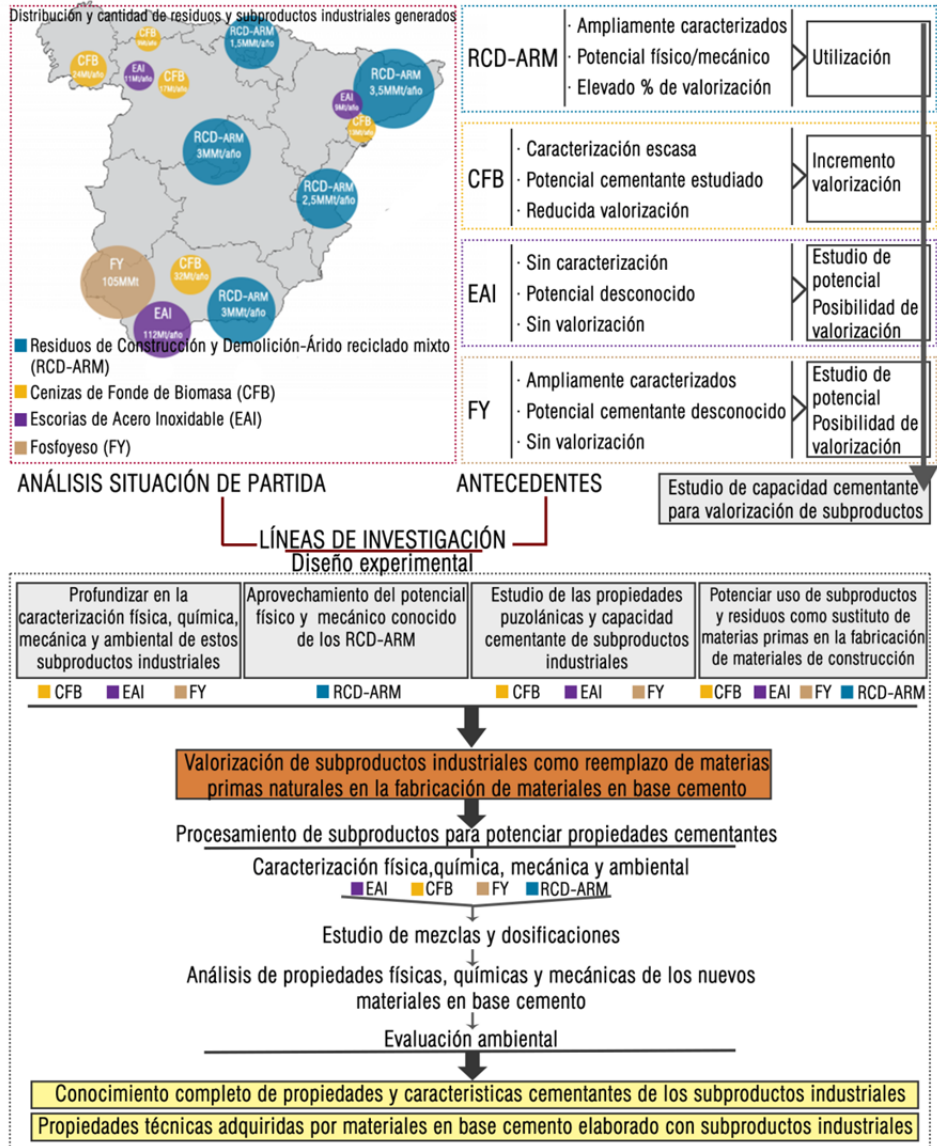 Distribución y cantidad de residuos y subproductos industriales generados
CFB
RCD-ARM
1,5MMt/año
CFB
24Mt/año
EAI
11Mt/año
CFB
17Mt/año
RCD-ARM
3,5MMt/año
EAI
9Mt/año
CFB
RCD-ARM
3MMt/año
RCD-ARM
2,5MMt/año
FY
105MMt
CFB
32Mt/año
RCD-ARM
3MMt/año
EAI
112Mt/año
Residuos de Construcción y Demolición-Árido reciclado mixto
(RCD-ARM)
Cenizas de Fonde de Biomasa (CFB)
Escorias de Acero Inoxidable (EAI)
Fosfoyeso (FY)
RCD-ARM
· Ampliamente caracterizados
· Potencial físico/mecánico
· Elevado % de valorización
Utilización
CFB
· Caracterización escasa
· Potencial cementante estudiado
· Reducida valorización
Incremento
valorización
EAI
· Sin caracterización
· Potencial desconocido
· Sin valorización
Estudio de
potencial
Posibilidad de
valorización
FY
· Ampliamente caracterizados
· Potencial cementante desconocido
· Sin valorización
Estudio de
potencial
Posibilidad de
valorización
ANÁLISIS SITUACIÓN DE PARTIDA
ANTECEDENTES
Estudio de capacidad cementante
para valorización de subproductos
LÍNEAS DE INVESTIGACIÓN
Diseño experimental
Profundizar en la
caracterización física, química,
mecánica y ambiental de estos
subproductos industriales
Aprovechamiento del potencial
físico y mecánico conocido
de los RCD-ARM
Estudio de las propiedades
puzolánicas y capacidad
cementante de subproductos
industriales
Potenciar uso de subproductos
y residuos como sustituto de
materias primas en la fabricación
de materiales de construcción
CFB EAI FY
RCD-ARM
CFB EAI FY
CFB EAI FY RCD-ARM
Valorización de subproductos industriales como reemplazo de materias
primas naturales en la fabricación de materiales en base cemento
Procesamiento de subproductos para potenciar propiedades cementantes
Caracterización física,química, mecánica y ambiental
EAI CFB FY RCD-ARM
Estudio de mezclas y dosificaciones
Análisis de propiedades físicas, químicas y mecánicas de los nuevos
materiales en base cemento
Evaluación ambiental
Conocimiento completo de propiedades y caracteristicas cementantes de los subproductos industriales
Propiedades técnicas adquiridas por materiales en base cemento elaborado con subproductos industriales